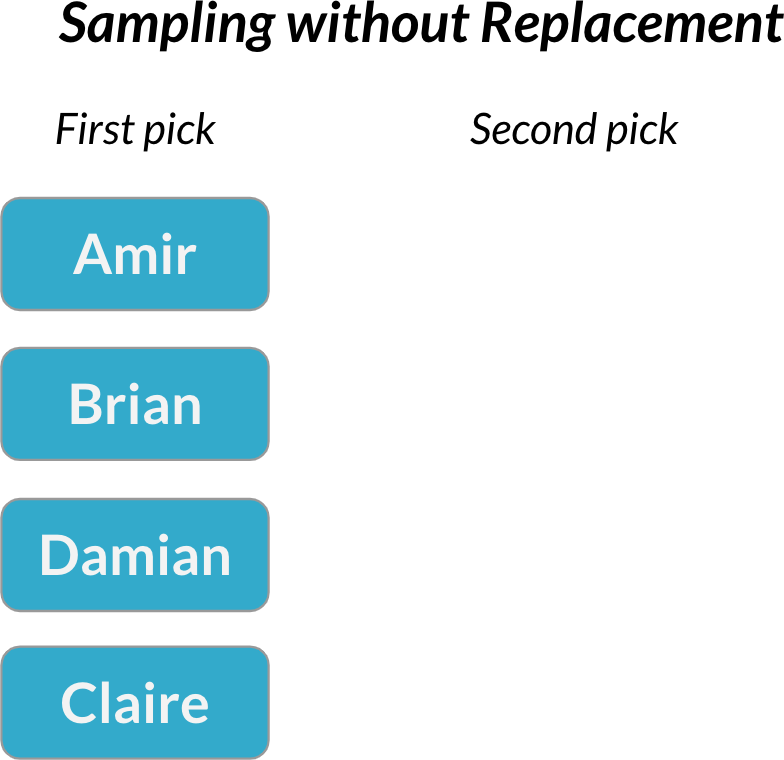 Sampling without Replacement
First pick
Second pick
Amir
Brian
Damian
Claire